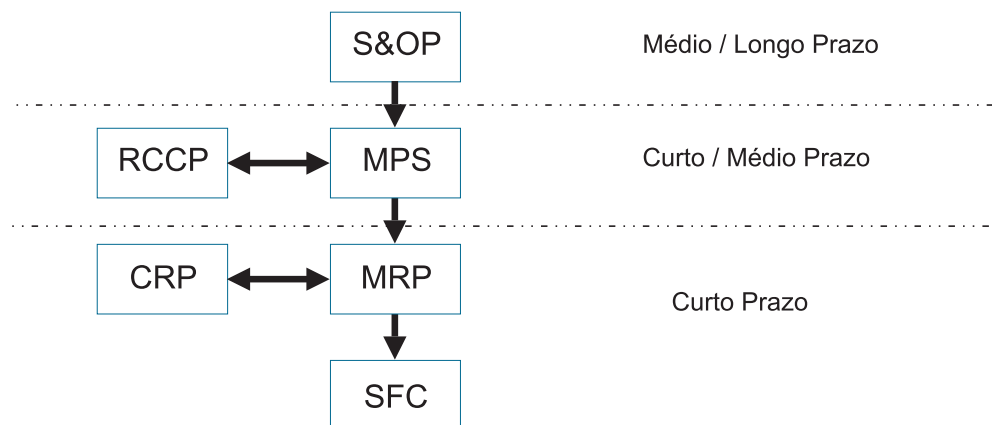 S&OP
Médio / Longo Prazo
RCCP
MPS
Curto / Médio Prazo
CRP
MRP
Curto Prazo
SFC